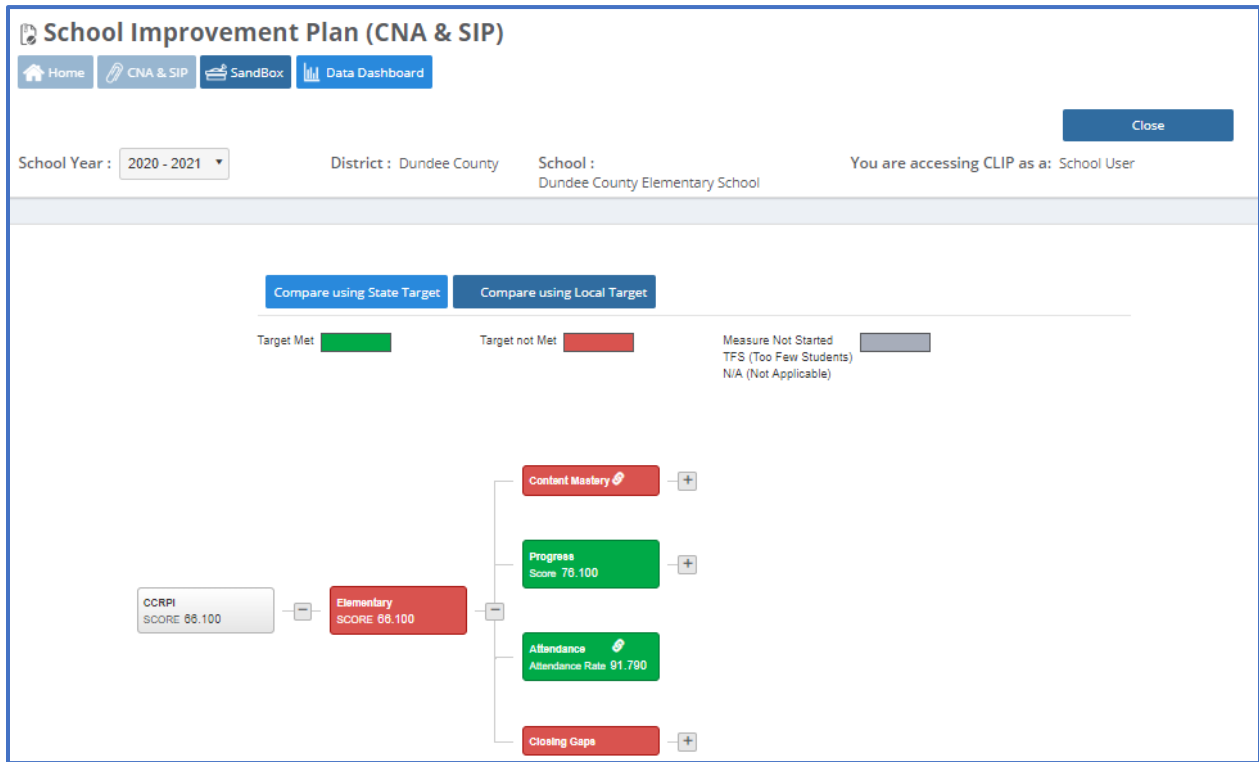 School Improvement Plan (CNA & SIP)
Home CNA & SIP SandBox Data Dashboard
Close
School Year : 2020 - 2021 District : Dundee County School : You are accessing CLIP as a: School User
Dundee County Elementary School
Compare using State Target Compare using Local Target
Target Met Target not Met Measure Not Started
TFS (Too Few Students)
N/A (Not Applicable)
Content Mastery
Progress
Score 76.100
CCRPI
SCORE 66.100
Elementary
SCORE 66.100
Attendance
Attendance Rate 91.790
Closing Gaps